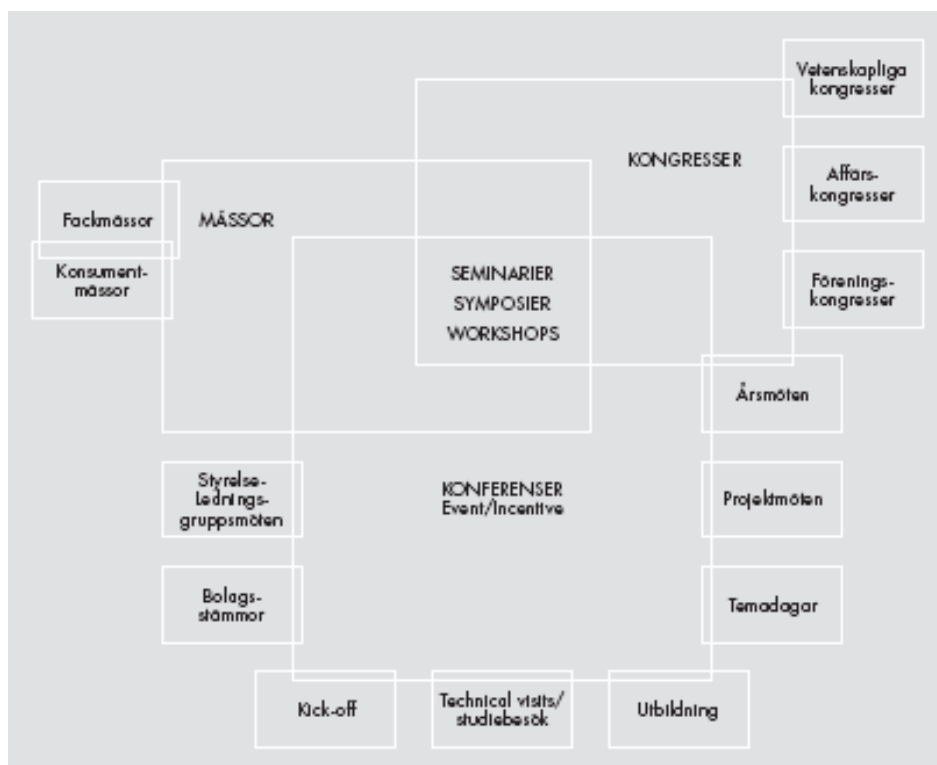 Vetenskapliga
kongresser
KONGRESSER
Affärs-
kongresser
Fackmässor
MÄSSOR
Konsument-
mässor
SEMINARIER
SYMPOSIER
WORKSHOPS
Förenings-
kongresser
Årsmöten
Styrelse-
Lednings-
gruppsmöten
KONFERENSER
Event/Incentive
Projektmöten
Bolags-
stämmor
Temadagar
Kick-off
Technical visits/
studiebesök
Utbildning